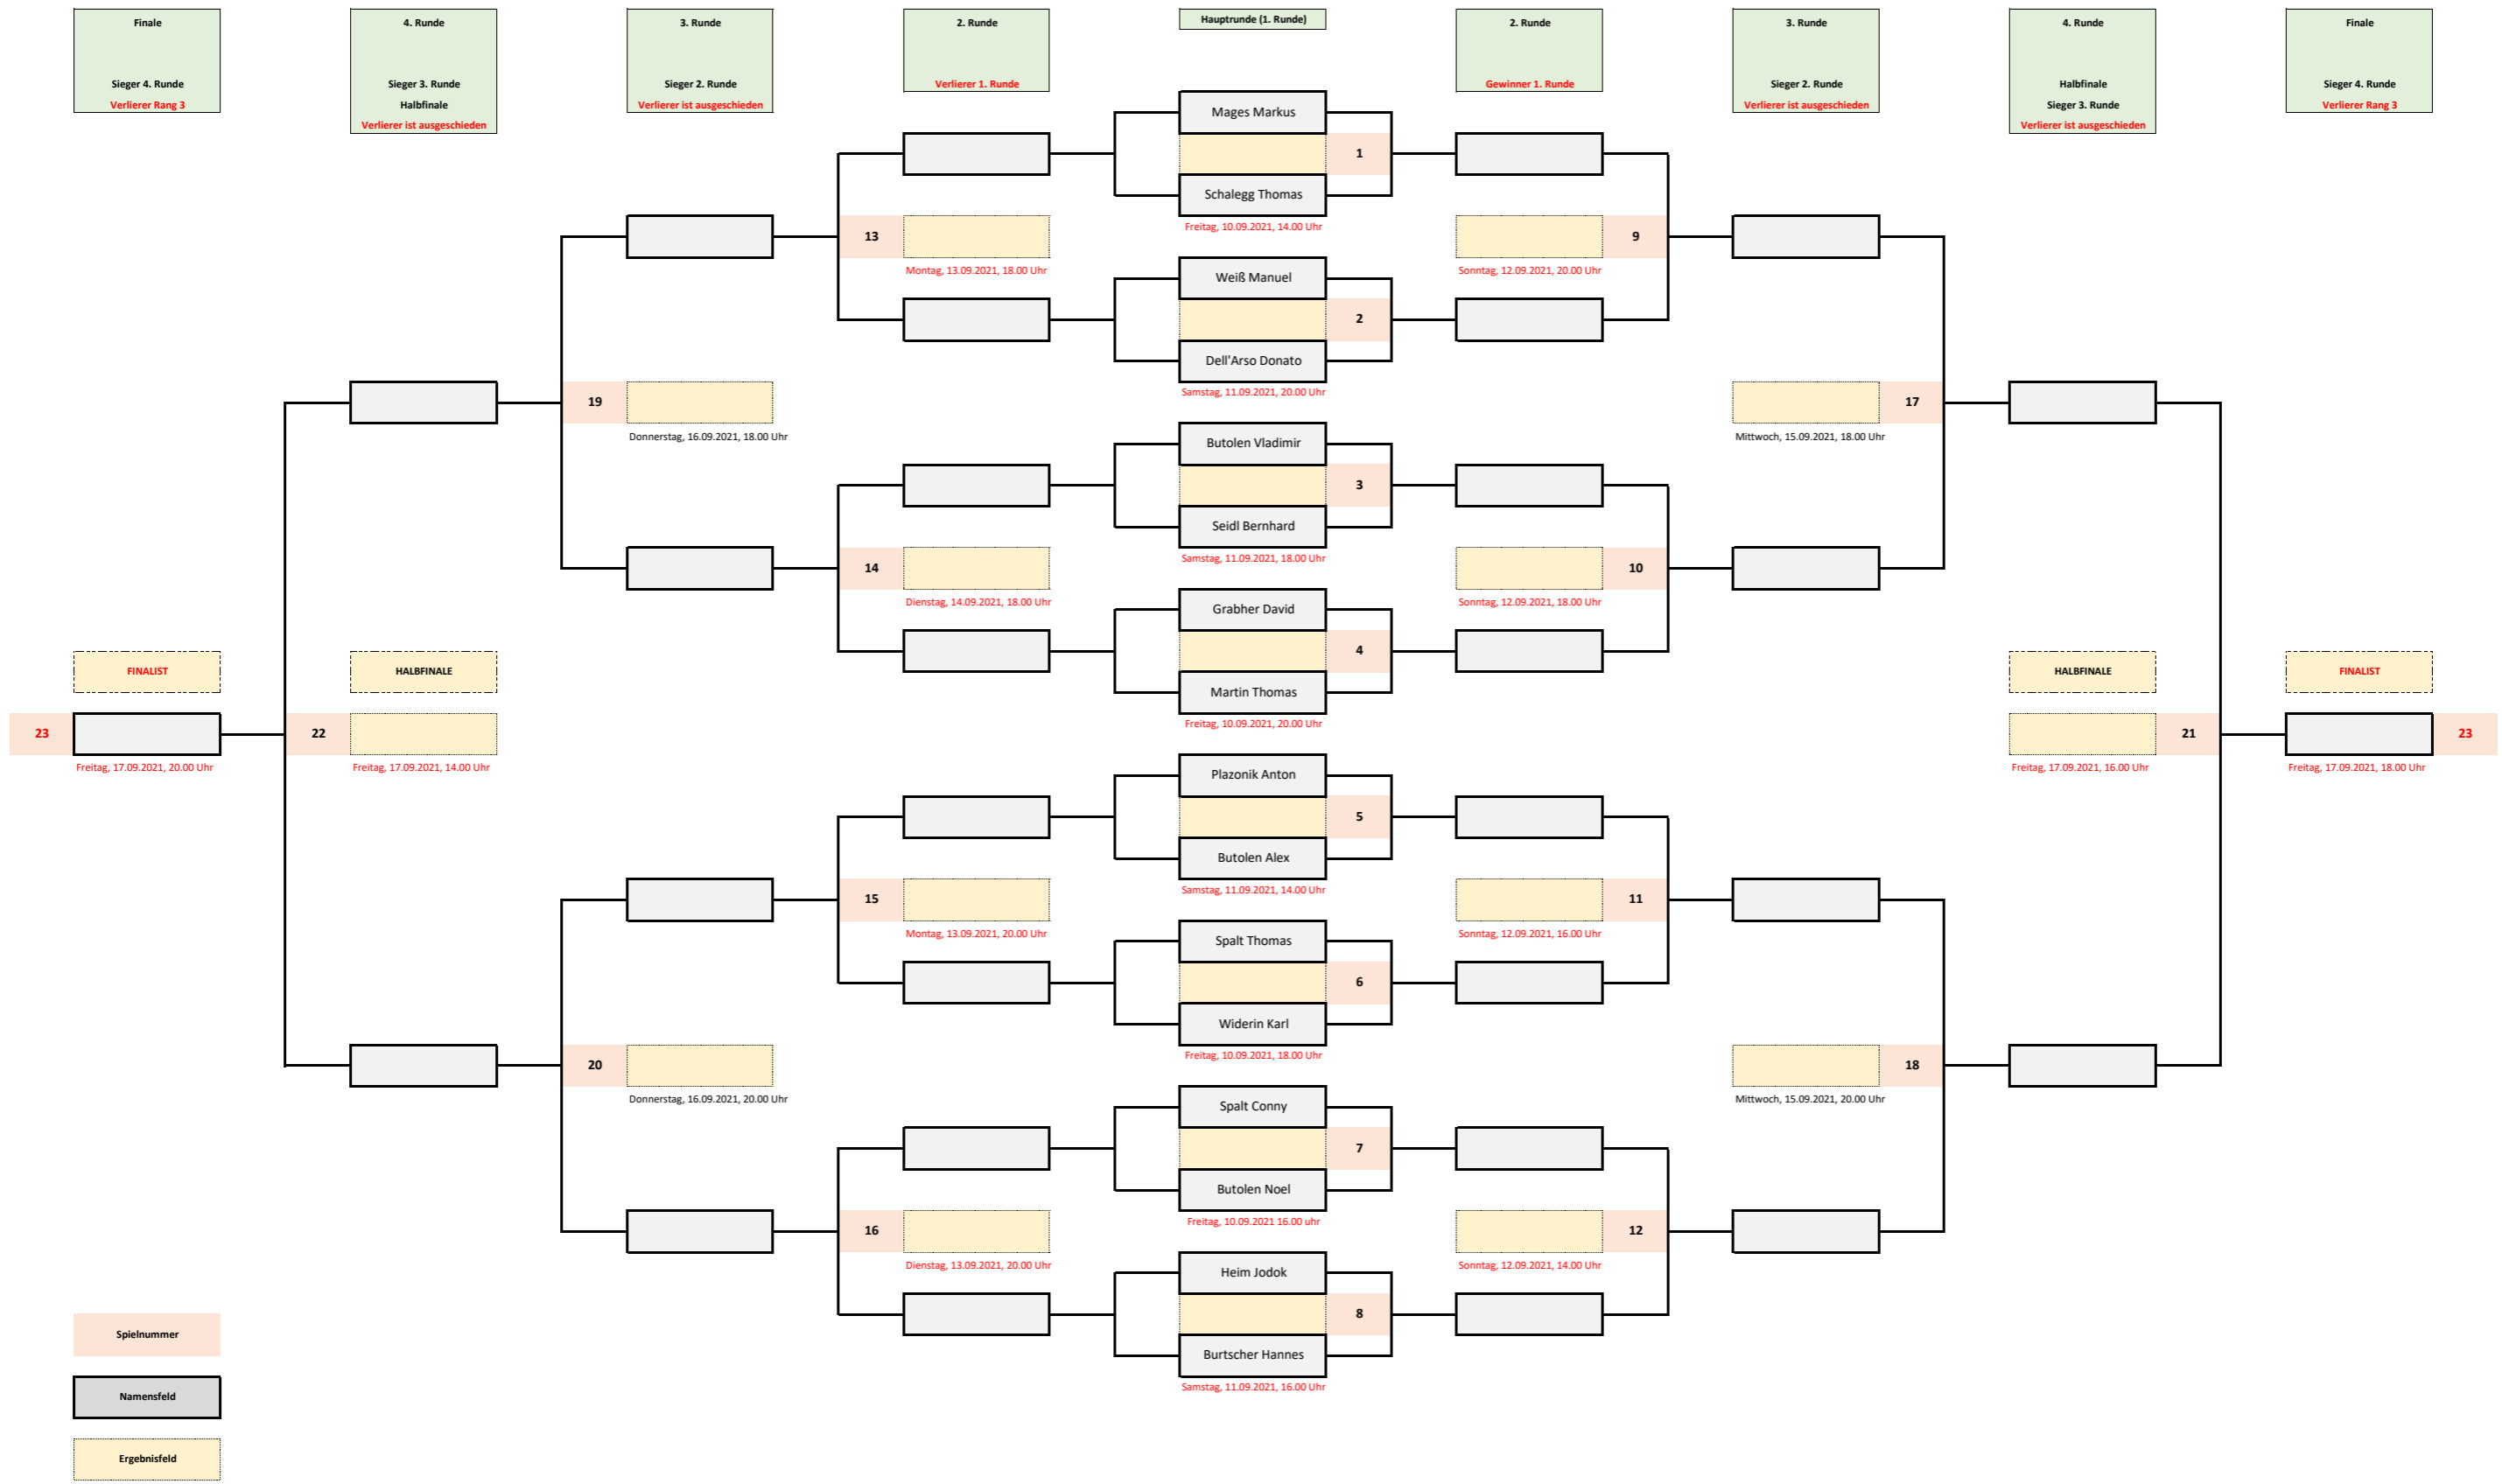 Finale
Sieger 4. Runde
Verlierer Rang 3
4. Runde
Sieger 3. Runde
Halbfinale
Verlierer ist ausgeschieden
3. Runde
Sieger 2. Runde
Verlierer ist ausgeschieden
2. Runde
Verlierer 1. Runde
Hauptrunde (1. Runde)
2. Runde
Gewinner 1. Runde
3. Runde
Sieger 2. Runde
Verlierer ist ausgeschieden
4. Runde
Halbfinale
Sieger 3. Runde
Verlierer ist ausgeschieden
Finale
Sieger 4. Runde
Verlierer Rang 3
Mages Markus
1
Schalegg Thomas
Freitag, 10.09.2021, 14.00 Uhr
13
Montag, 13.09.2021, 18.00 Uhr
9
Sonntag, 12.09.2021, 20.00 Uhr
Weiß Manuel
2
Dell'Arso Donato
Samstag, 11.09.2021, 20.00 Uhr
19
Donnerstag, 16.09.2021, 18.00 Uhr
17
Mittwoch, 15.09.2021, 18.00 Uhr
Butolen Vladimir
3
Seidl Bernhard
Samstag, 11.09.2021, 18.00 Uhr
14
Dienstag, 14.09.2021, 18.00 Uhr
10
Sonntag, 12.09.2021, 18.00 Uhr
Grabher David
4
Martin Thomas
Freitag, 10.09.2021, 20.00 Uhr
FINALIST
23
Freitag, 17.09.2021, 20.00 Uhr
HALBFINALE
22
Freitag, 17.09.2021, 14.00 Uhr
HALBFINALE
21
Freitag, 17.09.2021, 16.00 Uhr
FINALIST
23
Freitag, 17.09.2021, 18.00 Uhr
Plazonik Anton
5
Butolen Alex
Samstag, 11.09.2021, 14.00 Uhr
15
Montag, 13.09.2021, 20.00 Uhr
11
Sonntag, 12.09.2021, 16.00 Uhr
Spalt Thomas
6
Widerin Karl
Freitag, 10.09.2021, 18.00 Uhr
20
Donnerstag, 16.09.2021, 20.00 Uhr
18
Mittwoch, 15.09.2021, 20.00 Uhr
Spalt Conny
7
Butolen Noel
Freitag, 10.09.2021 16.00 uhr
16
Dienstag, 13.09.2021, 20.00 Uhr
12
Sonntag, 12.09.2021, 14.00 Uhr
Heim Jodok
8
Burtscher Hannes
Samstag, 11.09.2021, 16.00 Uhr
Spielnummer
Namensfeld
Ergebnisfeld